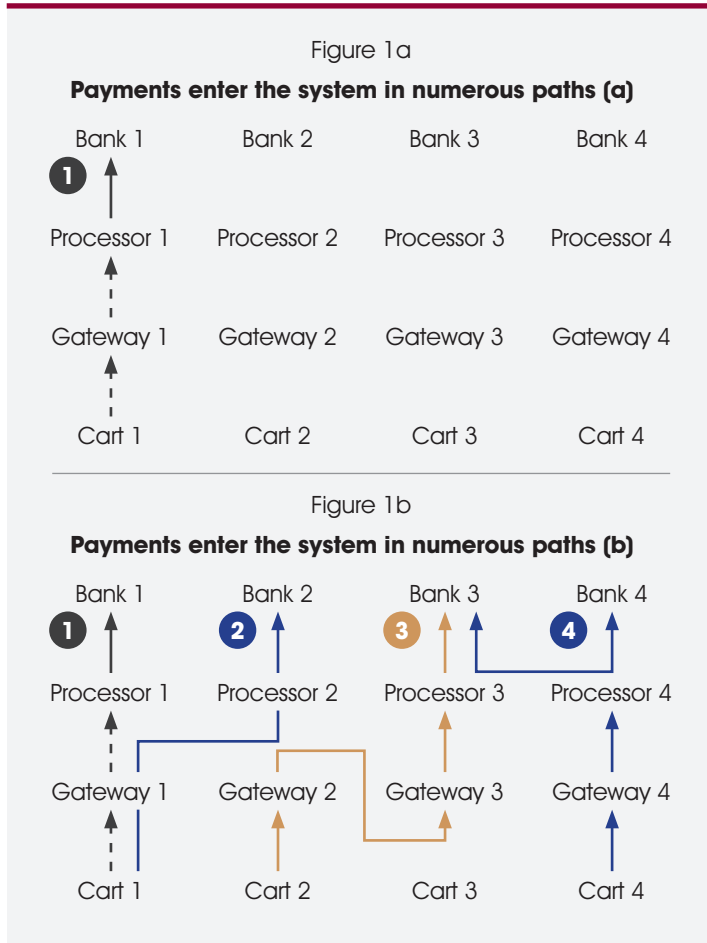 Figure 1a
Payments enter the system in numerous paths (a)
Bank 1 Bank 2 Bank 3 Bank 4
1
Processor 1 Processor 2 Processor 3 Processor 4
Gateway 1 Gateway 2 Gateway 3 Gateway 4
Cart 1 Cart 2 Cart 3 Cart 4
Figure 1b
Payments enter the system in numerous paths (b)
Bank 1 Bank 2 Bank 3 Bank 4
1 2 3 4
Processor 1 Processor 2 Processor 3 Processor 4
Gateway 1 Gateway 2 Gateway 3 Gateway 4
Cart 1 Cart 2 Cart 3 Cart 4